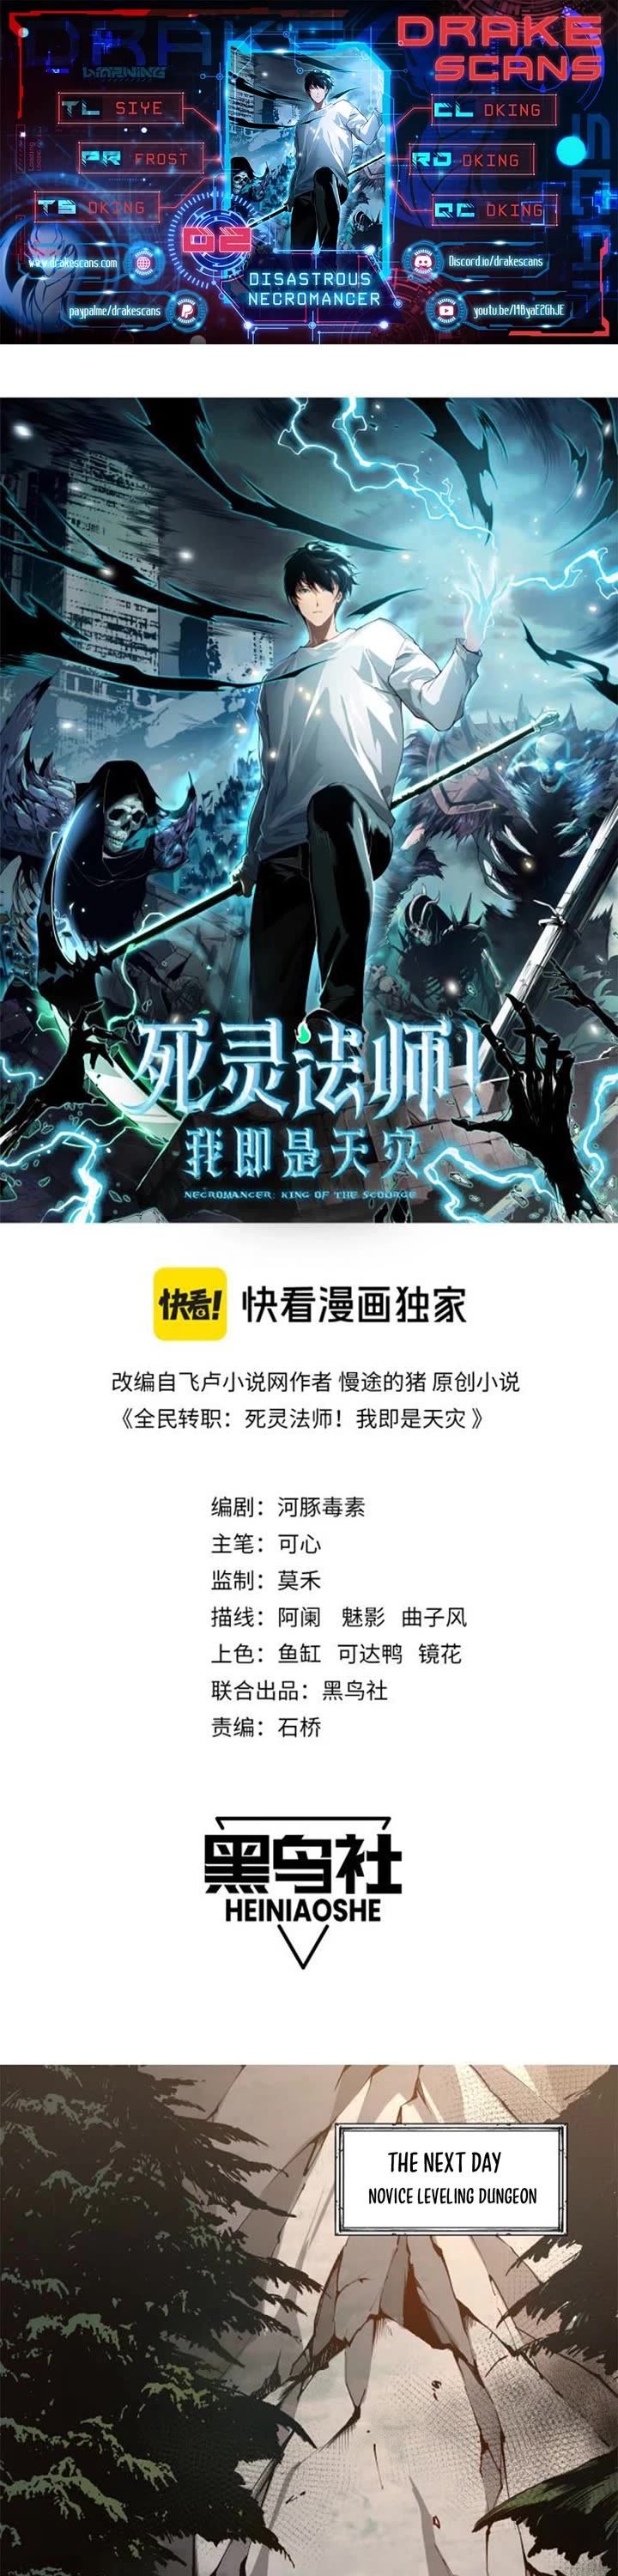 DRAKE
SCANS
WARNING
TL SIYE
CL DKING
PR FROST
RD DKING
TS DKING
QC DKING
02
www.drakescans.com
Discord.io/drakescans
DISASTROUS
NECROMANCER
paypalme/drakescans
youtu.be/M8yaE2GhJE
死灵法师！
我即是天灾
NECROMANCER: KING OF THE SCOURGE
快看! 快看漫画独家
改编自飞卢小说网作者 慢途的猪 原创小说
《全民转职：死灵法师！我即是天灾 》
编剧：河豚毒素
主笔：可心
监制：莫禾
描线：阿阑 魅影 曲子风
上色：鱼缸 可达鸭 镜花
联合出品：黑鸟社
责编：石桥
黑鸟社
HEINIAOSHE
THE NEXT DAY
NOVICE LEVELING DUNGEON